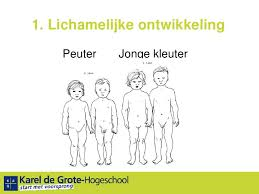 1. Lichamelijke ontwikkeling
Peuter Jonge kleuter
Karel de Grote-Hogeschool
start met voorsprong